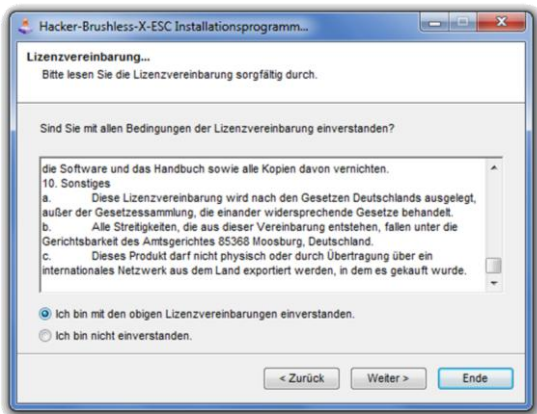 Hacker-Brushless-X-ESC Installationsprogramm...
Lizenzvereinbarung...
Bitte lesen Sie die Lizenzvereinbarung sorgfältig durch.
Sind Sie mit allen Bedingungen der Lizenzvereinbarung einverstanden?
die Software und das Handbuch sowie alle Kopien davon vernichten.
10. Sonstiges
a. Diese Lizenzvereinbarung wird nach den Gesetzen Deutschlands ausgelegt,
außer der Gesetzessammlung, die einander widersprechende Gesetze behandelt.
b. Alle Streitigkeiten, die aus dieser Vereinbarung entstehen, fallen unter die
Gerichtsbarkeit des Amtsgerichtes 85368 Moosburg, Deutschland.
c. Dieses Produkt darf nicht physisch oder durch Übertragung über ein
internationales Netzwerk aus dem Land exportiert werden, in dem es gekauft wurde.
Ich bin mit den obigen Lizenzvereinbarungen einverstanden.
Ich bin nicht einverstanden.
< Zurück Weiter > Ende